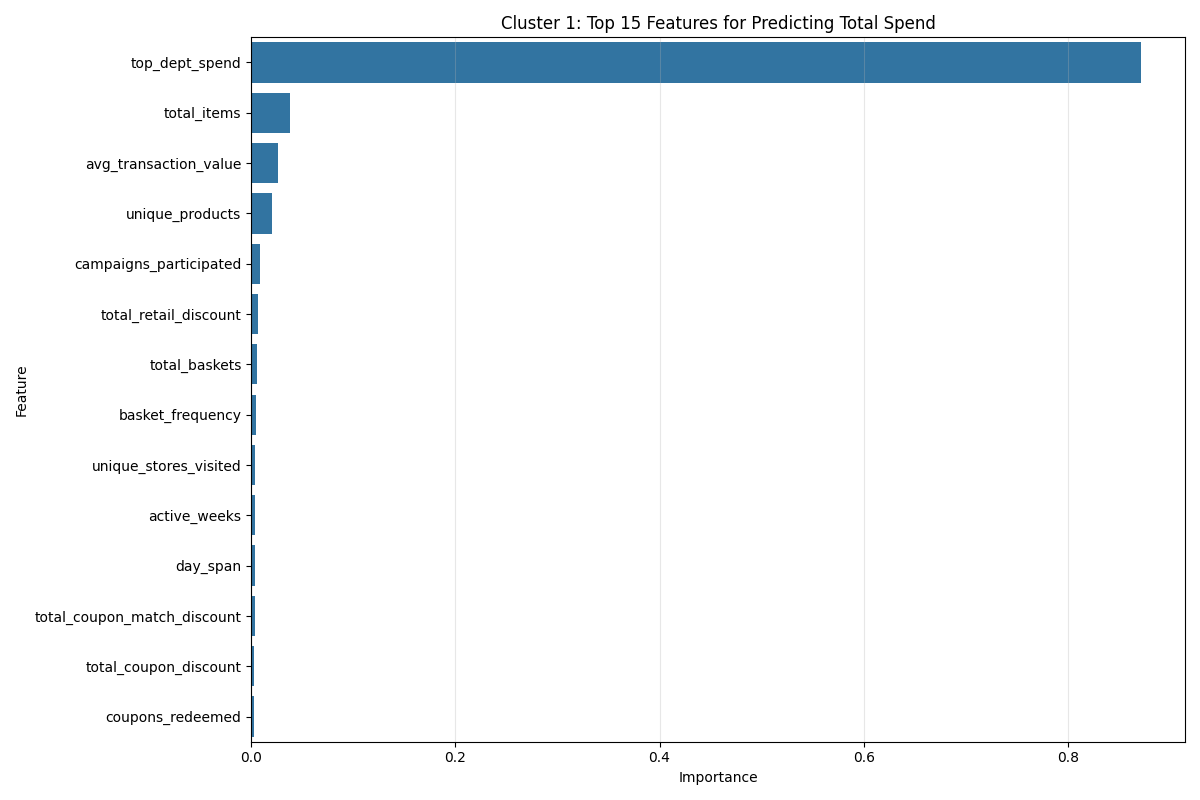 Cluster 1: Top 15 Features for Predicting Total Spend
top_dept_spend
total_items
avg_transaction_value
unique_products
campaigns_participated
total_retail_discount
total_baskets
basket_frequency
unique_stores_visited
active_weeks
day_span
total_coupon_match_discount
total_coupon_discount
coupons_redeemed
Feature
0.0
0.2
0.4
0.6
0.8
Importance